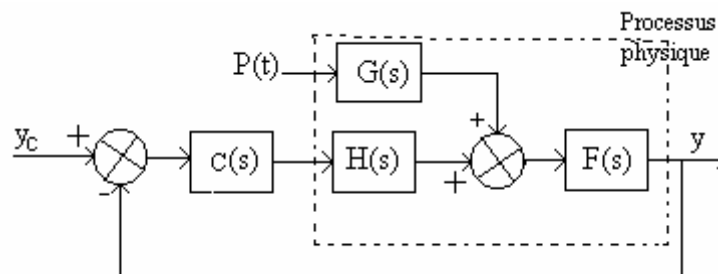 Processus
physique
P(t)
G(s)
+
y_c
+
C(s)
H(s)
+
F(s)
y
-